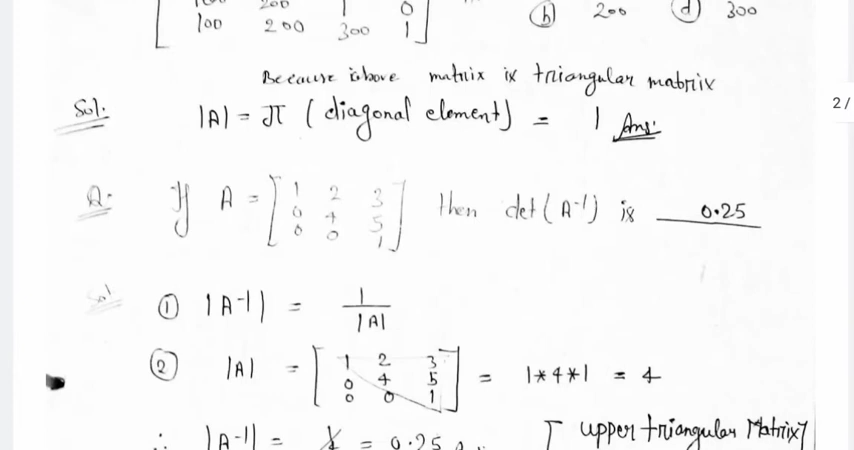 200 1 0
100 200 300 1
(b) 200 (d) 300
Because above matrix is triangular matrix
Sol. |A| = π (diagonal element) = 1 Ans.
2/
Q. If A = [1 2 3
0 4 5
0 0 1] then det(A-1) is 0.25
Sol
① |A-1| = 1
|A|
② |A| = [1 2 3
0 4 5
0 0 1] = 1*4*1 = 4
∴ |A-1| = = 0.25 [upper triangular Matrix]